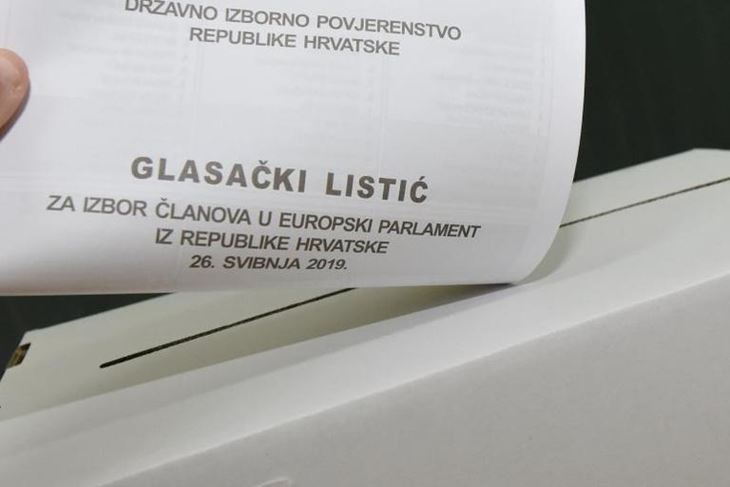 DRŽAVNO IZBORNO POVJERENSTVO
REPUBLIKE HRVATSKE
GLASAČKI LISTIĆ
ZA IZBOR ČLANOVA U EUROPSKI PARLAMENT
IZ REPUBLIKE HRVATSKE
26. SVIBNJA 2019.